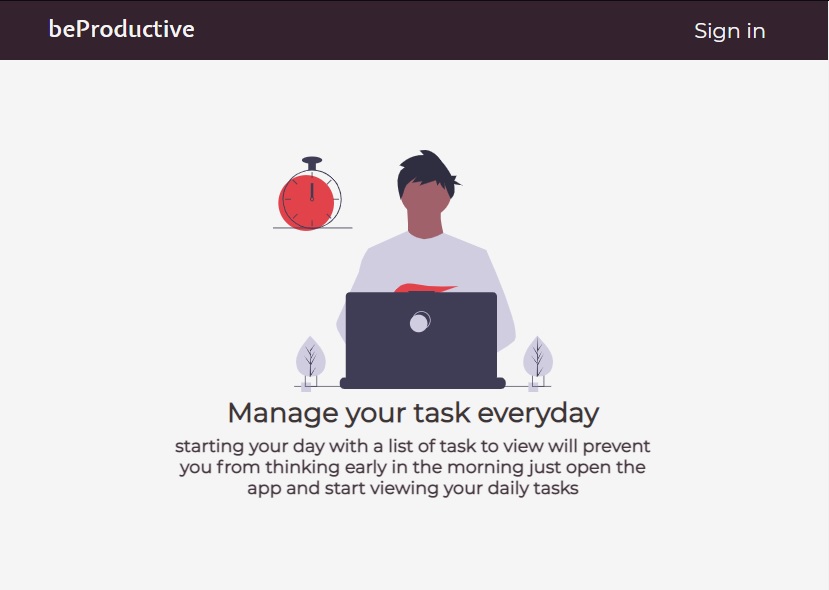 beProductive
Sign in
Manage your task everyday
starting your day with a list of task to view will prevent
you from thinking early in the morning just open the
app and start viewing your daily tasks